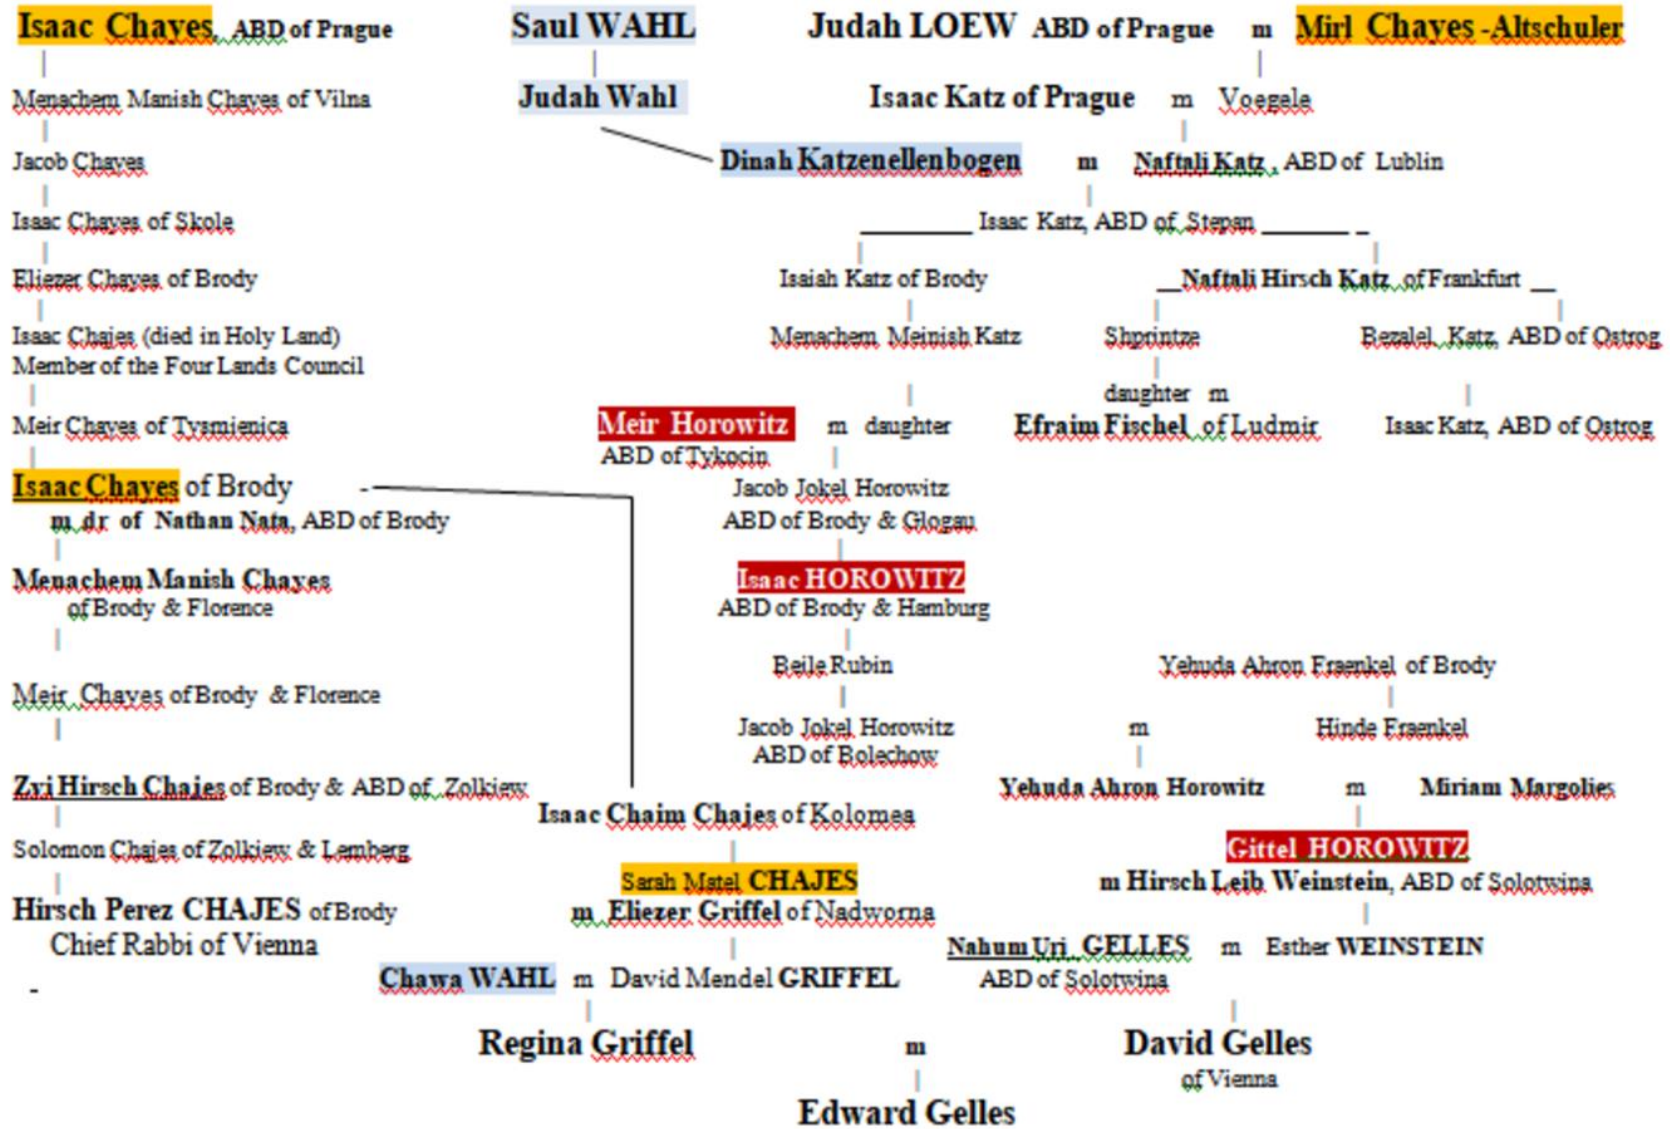 Isaac Chayes, ABD of Prague Saul WAHL Judah LOEW ABD of Prague m Mirl Chayes -Altschuler
Menachem Manish Chayes of Vilna Judah Wahl Isaac Katz of Prague m Voegele
Jacob Chayes Dinah Katzenellenbogen m Naftali Katz , ABD of Lublin
Isaac Chayes of Skole Isaac Katz, ABD of Stepan
Eliezer Chayes of Brody Isaiah Katz of Brody Naftali Hirsch Katz of Frankfurt
Isaac Chajes (died in Holy Land) Menachem Meinish Katz Shprintze Bezalel Katz, ABD of Ostrog
Member of the Four Lands Council
daughter m
Meir Chayes of Tysmienica Meir Horowitz m daughter Efraim Fischel of Ludmir Isaac Katz, ABD of Ostrog
ABD of Tykocin
Isaac Chayes of Brody - Jacob Jokel Horowitz
m dr of Nathan Nata, ABD of Brody ABD of Brody & Glogau
Menachem Manish Chayes Isaac HOROWITZ
of Brody & Florence ABD of Brody & Hamburg
Beile Rubin Yehuda Ahron Fraenkel of Brody
Meir Chayes of Brody & Florence
Jacob Jokel Horowitz m Hinde Fraenkel
ABD of Bolechow
Zvi Hirsch Chajes of Brody & ABD of Zolkiew Yehuda Ahron Horowitz m Miriam Margolies
Isaac Chaim Chajes of Kolomea
Solomon Chajes of Zolkiew & Lemberg Gittel HOROWITZ
Sarah Matel CHAJES m Hirsch Leib Weinstein, ABD of Solotwina
Hirsch Perez CHAJES of Brody m Eliezer Griffel of Nadworna
Chief Rabbi of Vienna Nahum Uri GELLES m Esther WEINSTEIN
- Chawa WAHL m David Mendel GRIFFEL ABD of Solotwina
Regina Griffel m David Gelles
of Vienna
Edward Gelles